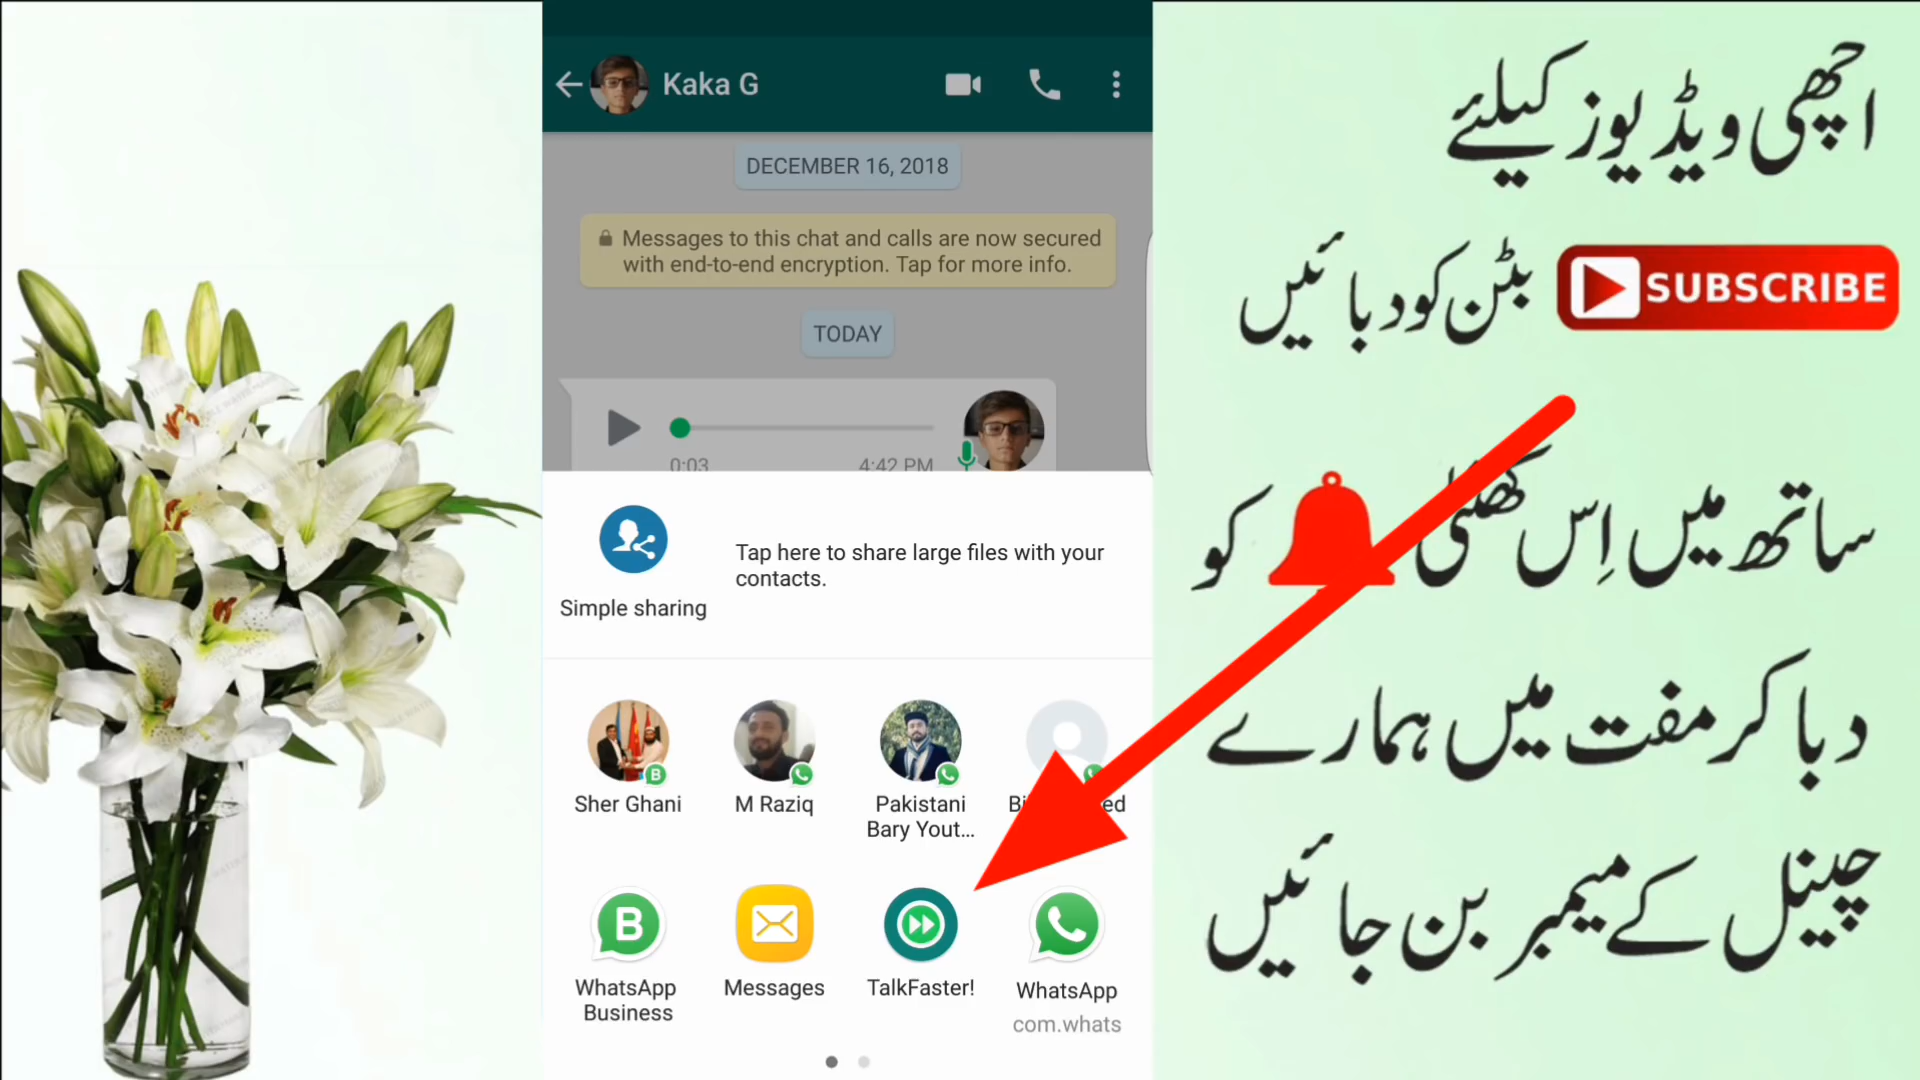 Kaka G
DECEMBER 16, 2018
Messages to this chat and calls are now secured
with end-to-end encryption. Tap for more info.
TODAY
0:03 4:42 PM
Simple sharing
Tap here to share large files with your
contacts.
Sher Ghani
M Raziq
Pakistani
Bary Yout...
WhatsApp
Business
Messages
TalkFaster!
WhatsApp
com.whats
اچھی ویڈیوز کیلئے
SUBSCRIBE بٹن کو دبائیں
ساتھ میں اِس گھنٹی کو
دبا کر مفت میں ہمارے
چینل کے میمبر بن جائیں